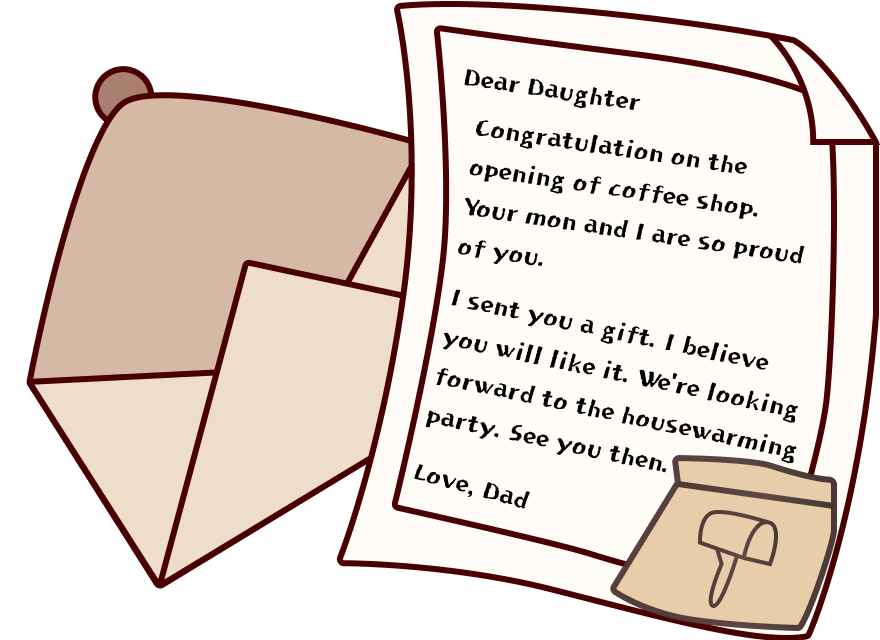 Dear Daughter
Congratulation on the
opening of coffee shop.
Your mon and I are so proud
of you.
I sent you a gift. I believe
you will like it. We're looking
forward to the housewarming
party. See you then.
Love, Dad